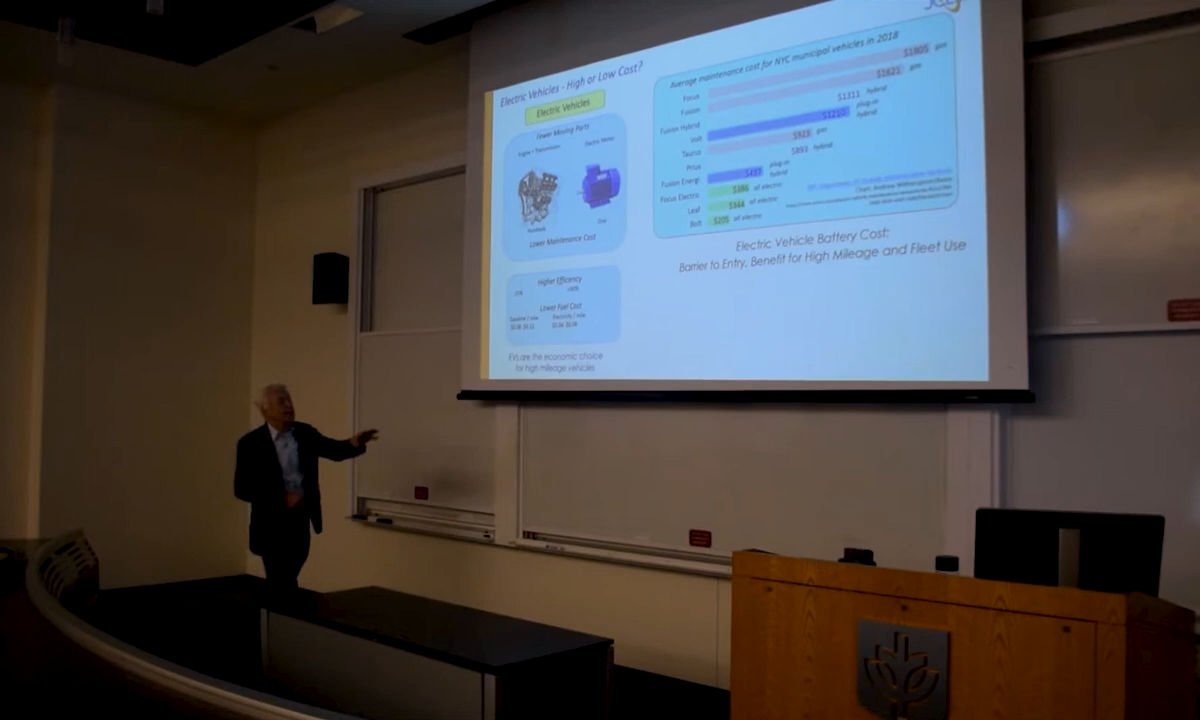 Electric Vehicles - High or Low Cost?
Electric Vehicles
Fewer Moving Parts
Engine + Transmission
Electric Motor
Hundreds
One
Lower Maintenance Cost
Higher Efficiency
Lower Fuel Cost
Gasoline / mile
Electricity / mile
EVs are the economic choice
for high mileage vehicles
Average maintenance cost for NYC municipal vehicles in 2018
Focus $1805 gas
Fusion $1621 gas
Fusion Hybrid $1311 hybrid
Volt $1210 plug-in hybrid
Taurus $923 gas
Prius $893 hybrid
Fusion Energi plug-in hybrid
Focus Electric $386 all electric
Leaf $344 all electric
Bolt $205 all electric
Electric Vehicle Battery Cost:
Barrier to Entry, Benefit for High Mileage and Fleet Use